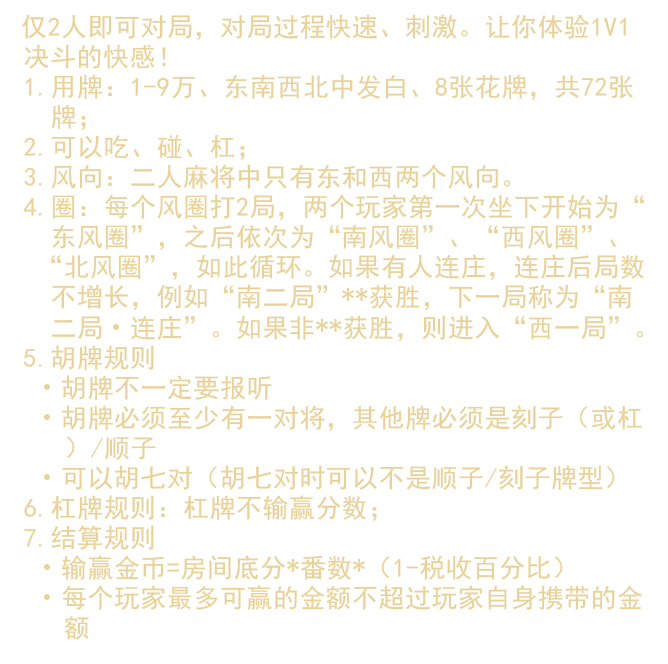 仅2人即可对局，对局过程快速、刺激。让你体验1V1
决斗的快感！
1.用牌：1-9万、东南西北中发白、8张花牌，共72张
牌；
2.可以吃、碰、杠；
3.风向：二人麻将中只有东和西两个风向。
4.圈：每个风圈打2局，两个玩家第一次坐下开始为“
东风圈”，之后依次为“南风圈”、“西风圈”、
“北风圈”，如此循环。如果有人连庄，连庄后局数
不增长，例如“南二局”**获胜，下一局称为“南
二局·连庄”。如果非**获胜，则进入“西一局”。
5.胡牌规则
·胡牌不一定要报听
·胡牌必须至少有一对将，其他牌必须是刻子（或杠
）/顺子
·可以胡七对（胡七对时可以不是顺子/刻子牌型）
6.杠牌规则：杠牌不输赢分数；
7.结算规则
·输赢金币=房间底分*番数*（1-税收百分比）
·每个玩家最多可赢的金额不超过玩家自身携带的金
额